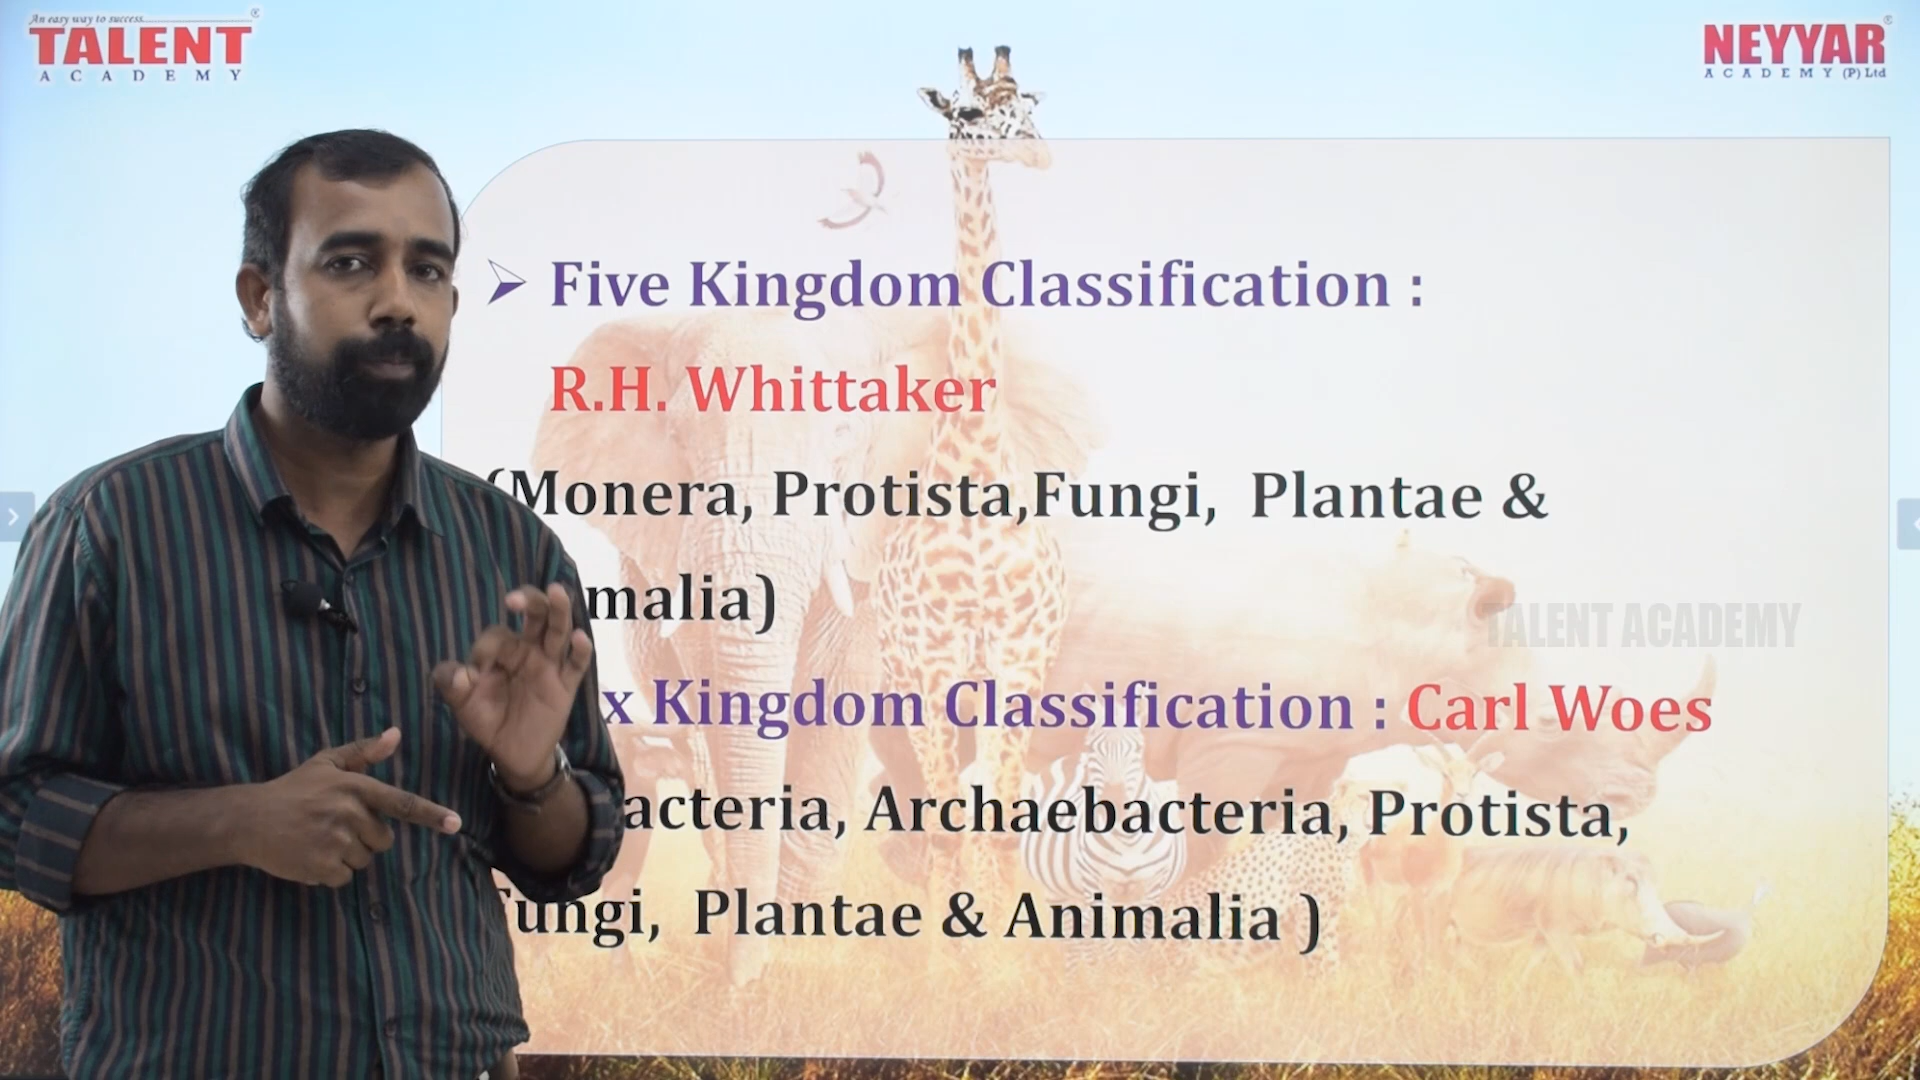 An easy way to success
TALENT
ACADEMY
NEYYAR
ACADEMY (P) Ltd
Five Kingdom Classification :
R.H. Whittaker
(Monera, Protista,Fungi, Plantae &
malia)
x Kingdom Classification : Carl Woes
acteria, Archaebacteria, Protista,
Fungi, Plantae & Animalia )
TALENT ACADEMY